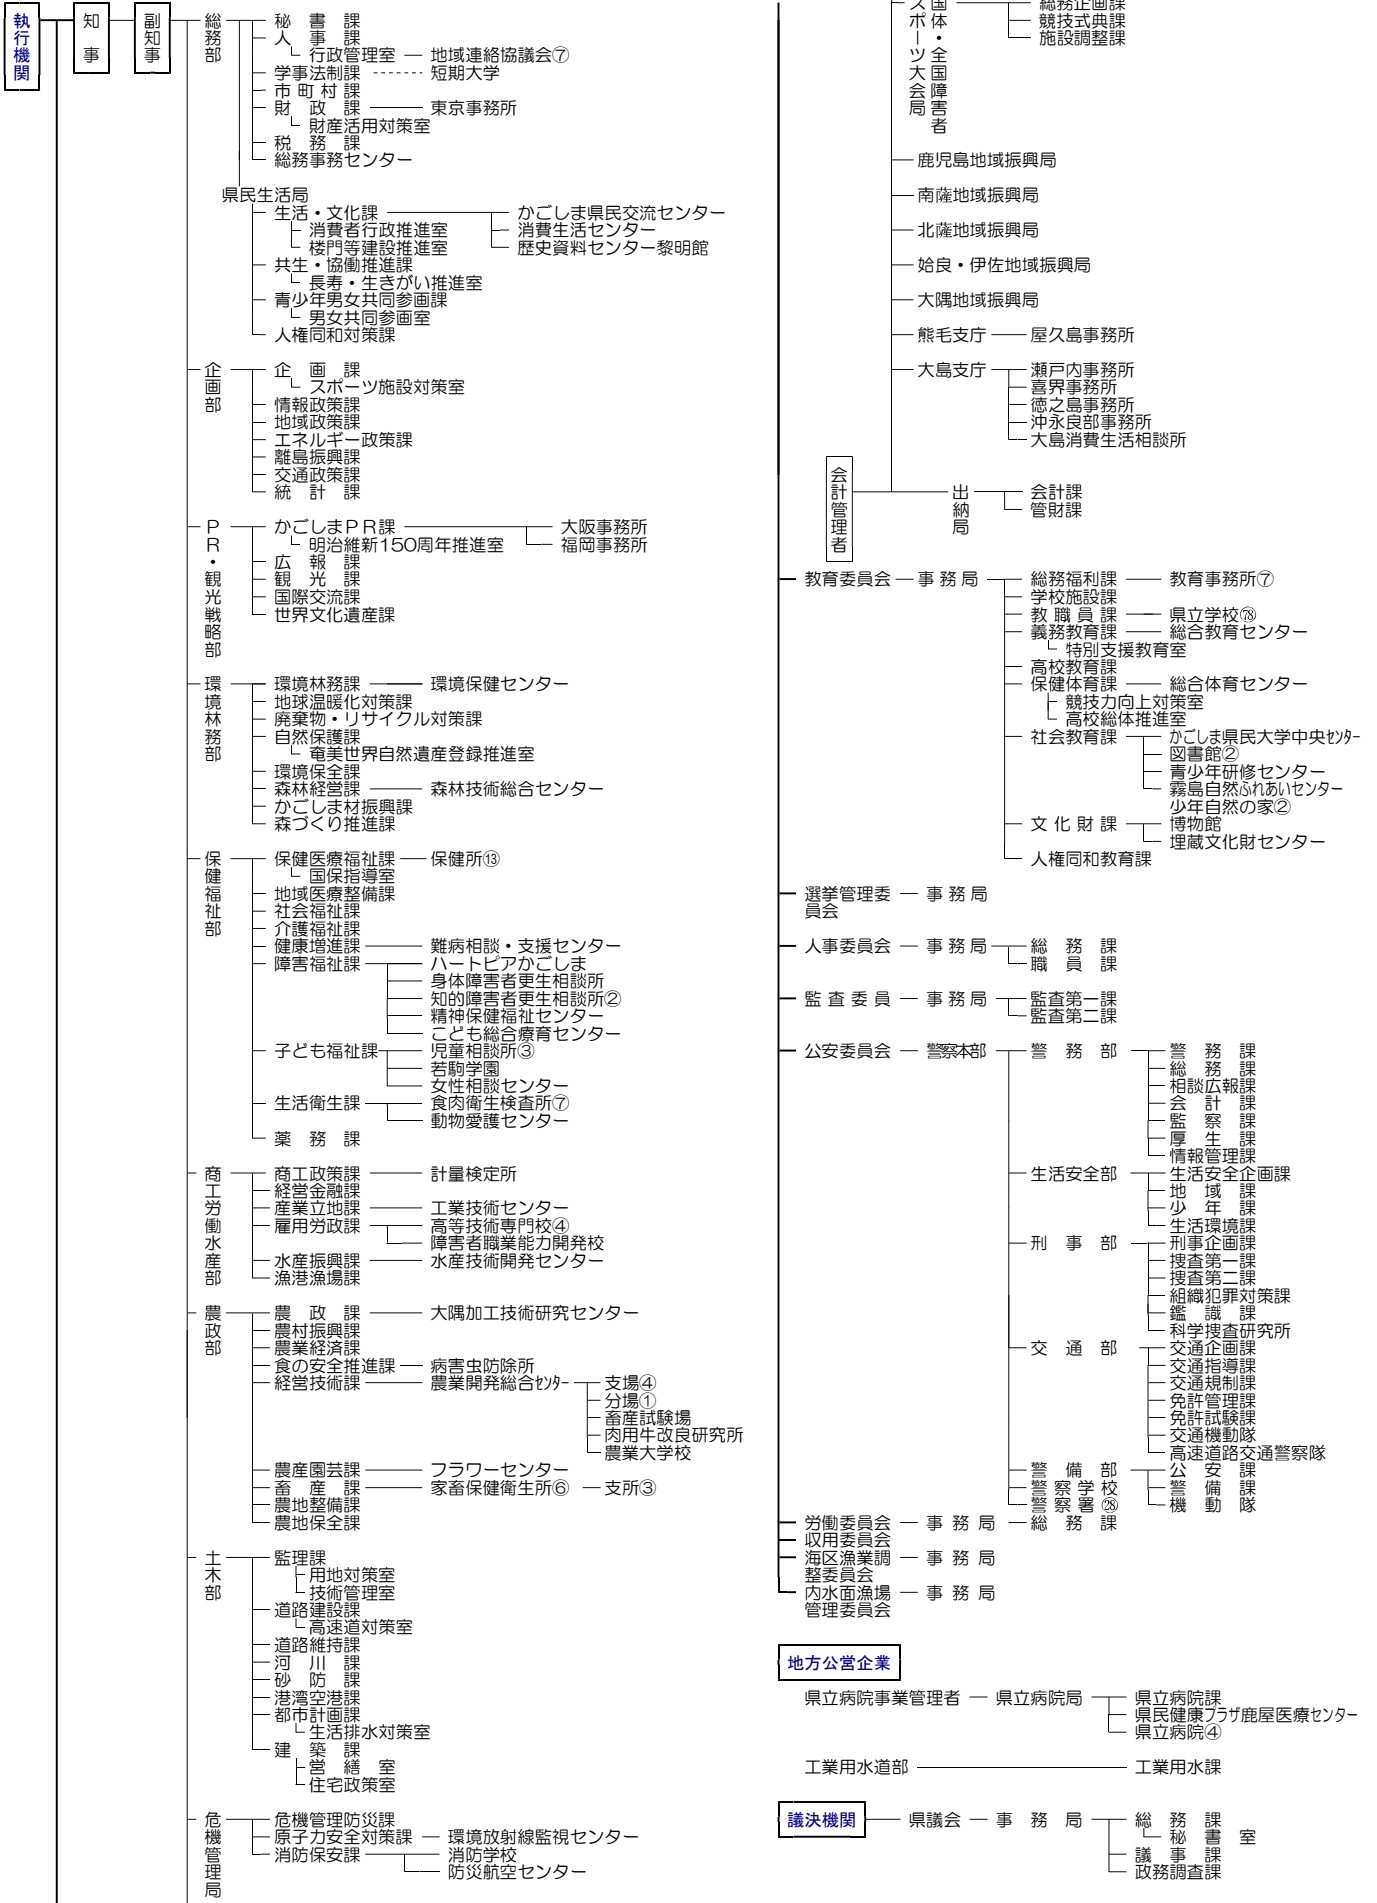 執行機関
知事
副知事
総務部
秘書課
人事課
行政管理室
地域連絡協議会⑦
学事法制課
短期大学
市町村課
財政課
東京事務所
財産活用対策室
税務課
総務事務センター
県民生活局
生活・文化課
かごしま県民交流センター
消費者行政推進室
消費生活センター
楼門等建設推進室
歴史資料センター黎明館
共生・協働推進課
長寿・生きがい推進室
青少年男女共同参画課
男女共同参画室
人権同和対策課
企画部
企画課
スポーツ施設対策室
情報政策課
地域政策課
エネルギー政策課
離島振興課
交通政策課
統計課
PR・観光戦略部
かごしまPR課
大阪事務所
明治維新150周年推進室
福岡事務所
広報課
観光課
国際交流課
世界文化遺産課
環境林務部
環境林務課
環境保健センター
地球温暖化対策課
廃棄物・リサイクル対策課
自然保護課
奄美世界自然遺産登録推進室
環境保全課
森林経営課
森林技術総合センター
かごしま材振興課
森づくり推進課
保健福祉部
保健医療福祉課
保健所⑬
国保指導室
地域医療整備課
社会福祉課
介護福祉課
健康増進課
難病相談・支援センター
障害福祉課
ハートピアかごしま
身体障害者更生相談所
知的障害者更生相談所②
精神保健福祉センター
こども総合療育センター
子ども福祉課
児童相談所③
若駒学園
女性相談センター
生活衛生課
食肉衛生検査所⑦
動物愛護センター
薬務課
商工労働水産部
商工政策課
計量検定所
経営金融課
産業立地課
工業技術センター
雇用労政課
高等技術専門校④
障害者職業能力開発校
水産振興課
水産技術開発センター
漁港漁場課
農政部
農政課
大隅加工技術研究センター
農村振興課
農業経済課
食の安全推進課
病害虫防除所
経営技術課
農業開発総合センター
支場④
分場①
畜産試験場
肉用牛改良研究所
農業大学校
農産園芸課
フラワーセンター
畜産課
家畜保健衛生所⑥
支所③
農地整備課
農地保全課
土木部
監理課
用地対策室
技術管理室
道路建設課
高速道対策室
道路維持課
河川課
砂防課
港湾空港課
都市計画課
生活排水対策室
建築課
営繕室
住宅政策室
危機管理局
危機管理防災課
原子力安全対策課
環境放射線監視センター
消防保安課
消防学校
防災航空センター
国体・全国障害者
スポーツ大会局
総務企画課
競技式典課
施設調整課
鹿児島地域振興局
南薩地域振興局
北薩地域振興局
姶良・伊佐地域振興局
大隅地域振興局
熊毛支庁
屋久島事務所
大島支庁
瀬戸内事務所
喜界事務所
徳之島事務所
沖永良部事務所
大島消費生活相談所
会計管理者
出納局
会計課
管財課
教育委員会
事務局
総務福利課
教育事務所⑦
学校施設課
教職員課
県立学校㊆
義務教育課
総合教育センター
特別支援教育室
高校教育課
保健体育課
総合体育センター
競技力向上対策室
高校総体推進室
社会教育課
かごしま県民大学中央センター
図書館②
青少年研修センター
霧島自然ふれあいセンター
少年自然の家②
文化財課
博物館
埋蔵文化財センター
人権同和教育課
選挙管理委
員会
事務局
人事委員会
事務局
総務課
職員課
監査委員
事務局
監査第一課
監査第二課
公安委員会
警察本部
警務部
警務課
総務課
相談広報課
会計課
監察課
厚生課
情報管理課
生活安全部
生活安全企画課
地域課
少年課
生活環境課
刑事部
刑事企画課
捜査第一課
捜査第二課
組織犯罪対策課
鑑識課
科学捜査研究所
交通部
交通企画課
交通指導課
交通規制課
免許管理課
免許試験課
交通機動隊
高速道路交通警察隊
警備部
公安課
警察学校
警備課
警察署㉘
機動隊
労働委員会
事務局
総務課
収用委員会
海区漁業調
整委員会
事務局
内水面漁場
管理委員会
事務局
地方公営企業
県立病院事業管理者
県立病院局
県立病院課
県民健康プラザ鹿屋医療センター
県立病院④
工業用水道部
工業用水課
議決機関
県議会
事務局
総務課
秘書室
議事課
政務調査課